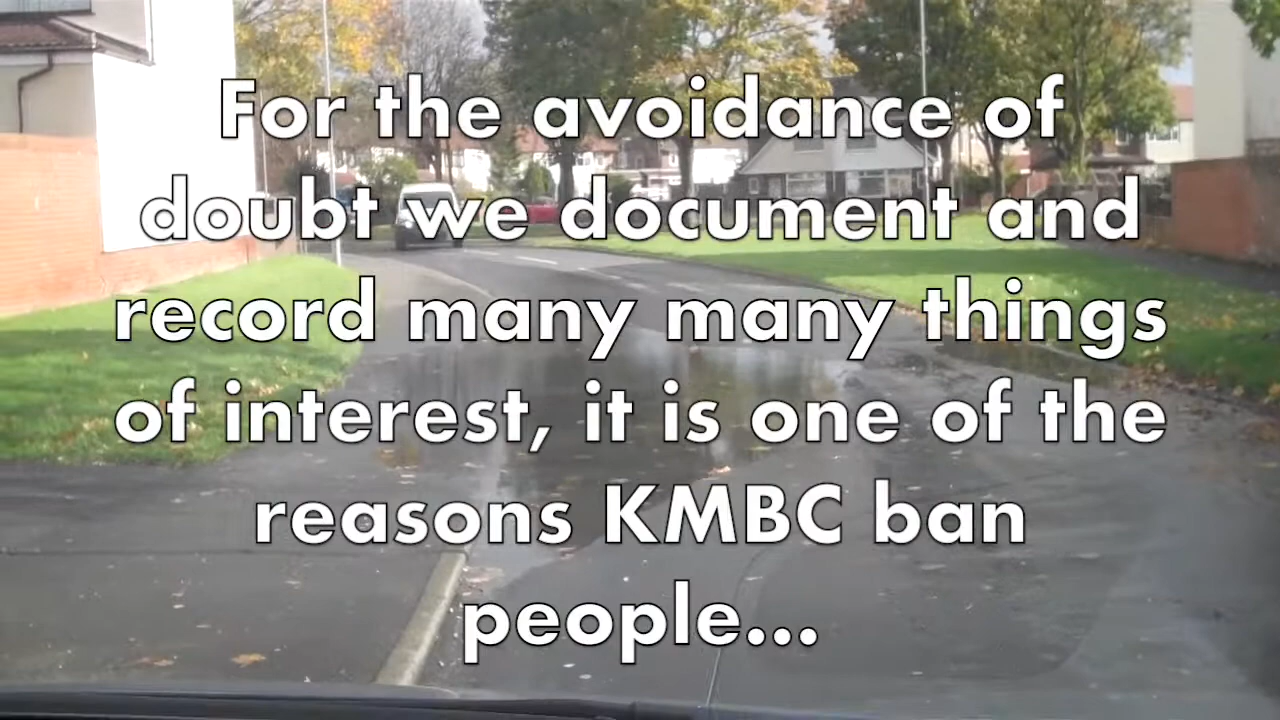 For the avoidance of
doubt we document and
record many many things
of interest, it is one of the
reasons KMBC ban
people...